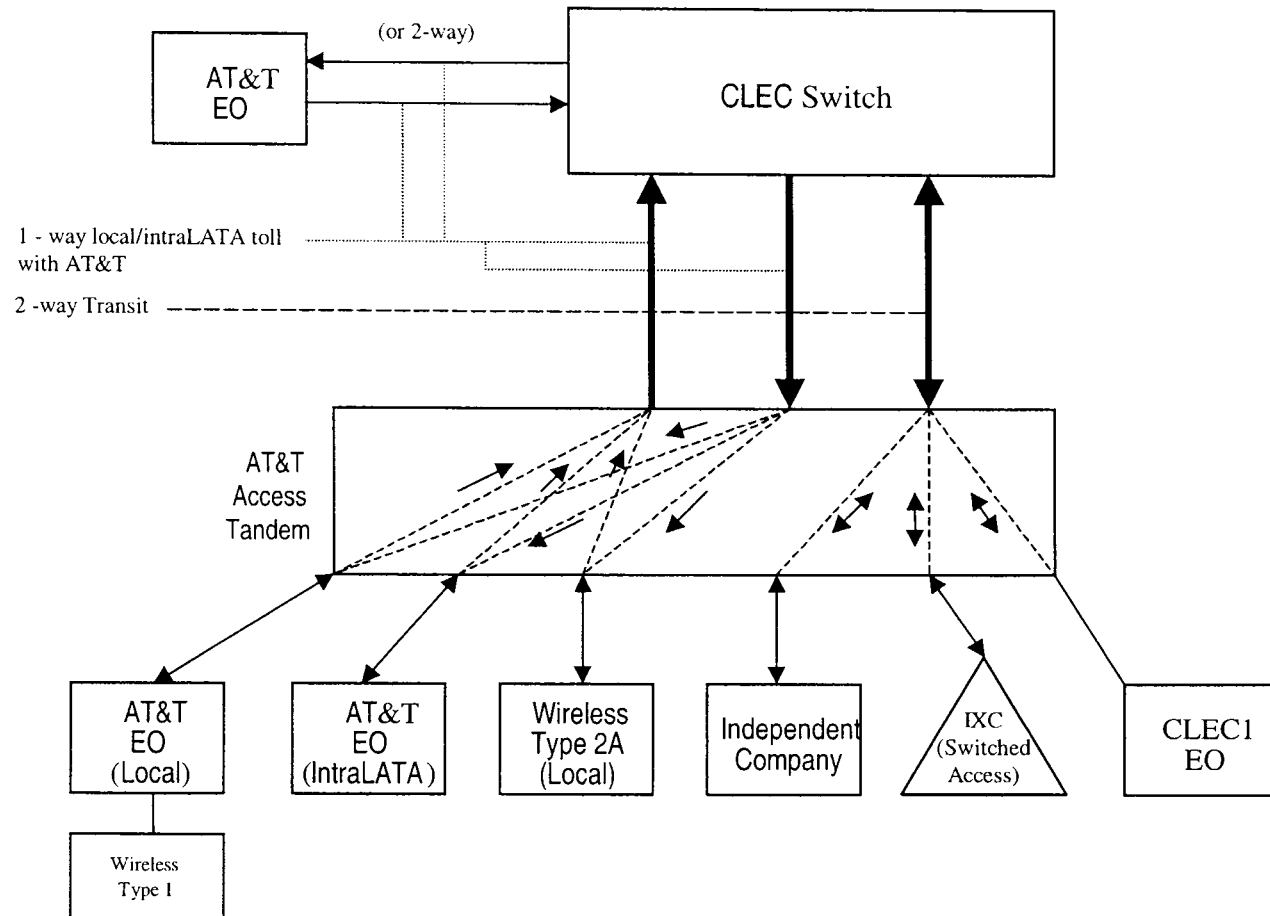 (or 2-way)
AT&T
EO
CLEC Switch
1 - way local/intraLATA toll
with AT&T
2 -way Transit
AT&T
Access
Tandem
AT&T
EO
(Local)
AT&T
EO
(IntraLATA)
Wireless
Type 2A
(Local)
Independent
Company
IXC
(Switched
Access)
CLEC1
EO
Wireless
Type 1